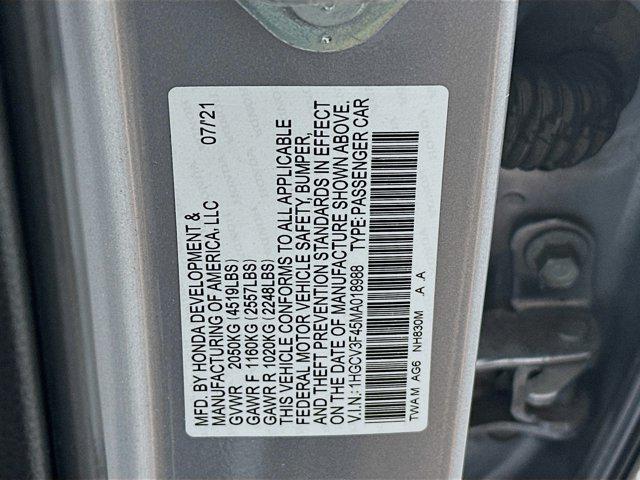 MFD. BY HONDA DEVELOPMENT & 07/'21
MANUFACTURING OF AMERICA, LLC
GVWR 2050KG (4519LBS)
GAWR F 1160KG (2557LBS)
GAWR R 1020KG (2248LBS)
THIS VEHICLE CONFORMS TO ALL APPLICABLE
FEDERAL MOTOR VEHICLE SAFETY, BUMPER,
AND THEFT PREVENTION STANDARDS IN EFFECT
ON THE DATE OF MANUFACTURE SHOWN ABOVE.
V.I.N.: 1HGCV3F45MA018988 TYPE: PASSENGER CAR
TWA M AG6 NH830M .A .A